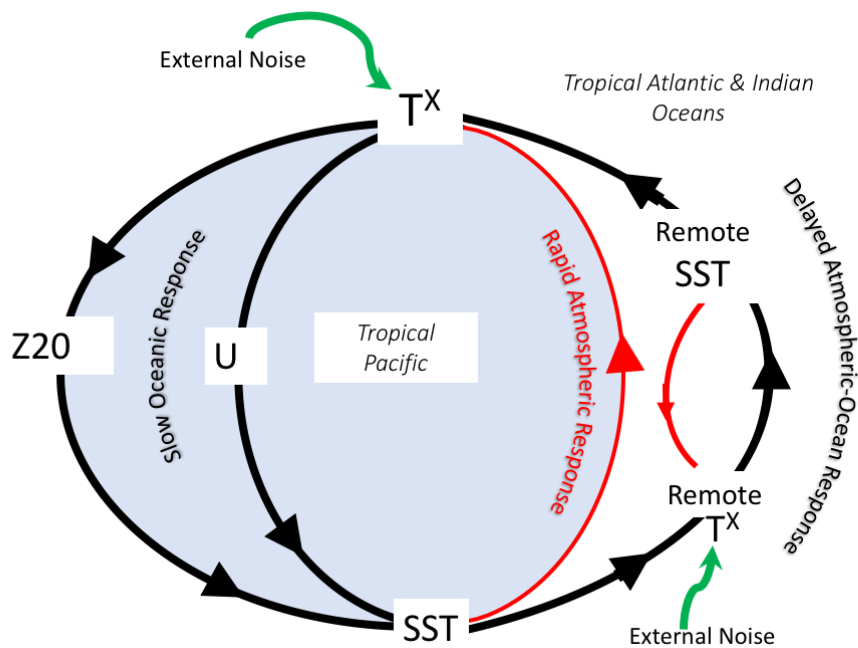 External Noise
T^X
Tropical Atlantic & Indian
Oceans
Remote
SST
Delayed Atmospheric-Ocean Response
Rapid Atmospheric Response
Slow Oceanic Response
Z20
U
Tropical
Pacific
Remote
T^X
SST
External Noise